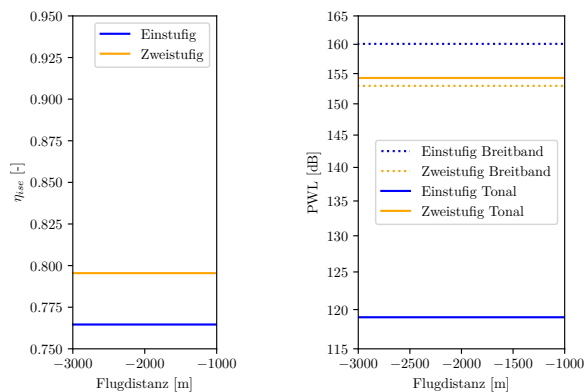 0.950
0.925
0.900
0.875
0.850
0.825
0.800
0.775
0.750
η_ise [-]
−3000 −2000 −1000
Flugdistanz [m]
Einstufig
Zweistufig
165
160
155
150
145
140
135
130
125
120
115
PWL [dB]
−3000 −2500 −2000 −1500 −1000
Flugdistanz [m]
Einstufig Breitband
Zweistufig Breitband
Einstufig Tonal
Zweistufig Tonal